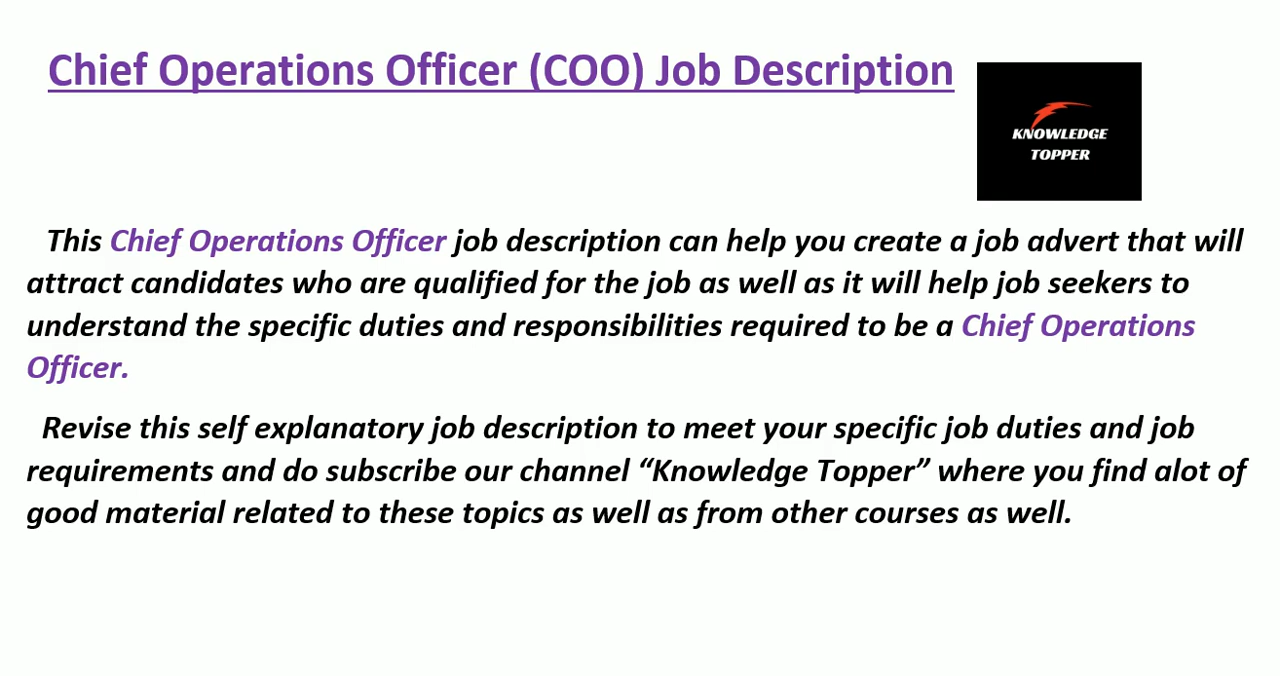 Chief Operations Officer (COO) Job Description
KNOWLEDGE
TOPPER
This Chief Operations Officer job description can help you create a job advert that will
attract candidates who are qualified for the job as well as it will help job seekers to
understand the specific duties and responsibilities required to be a Chief Operations
Officer.
Revise this self explanatory job description to meet your specific job duties and job
requirements and do subscribe our channel “Knowledge Topper” where you find alot of
good material related to these topics as well as from other courses as well.